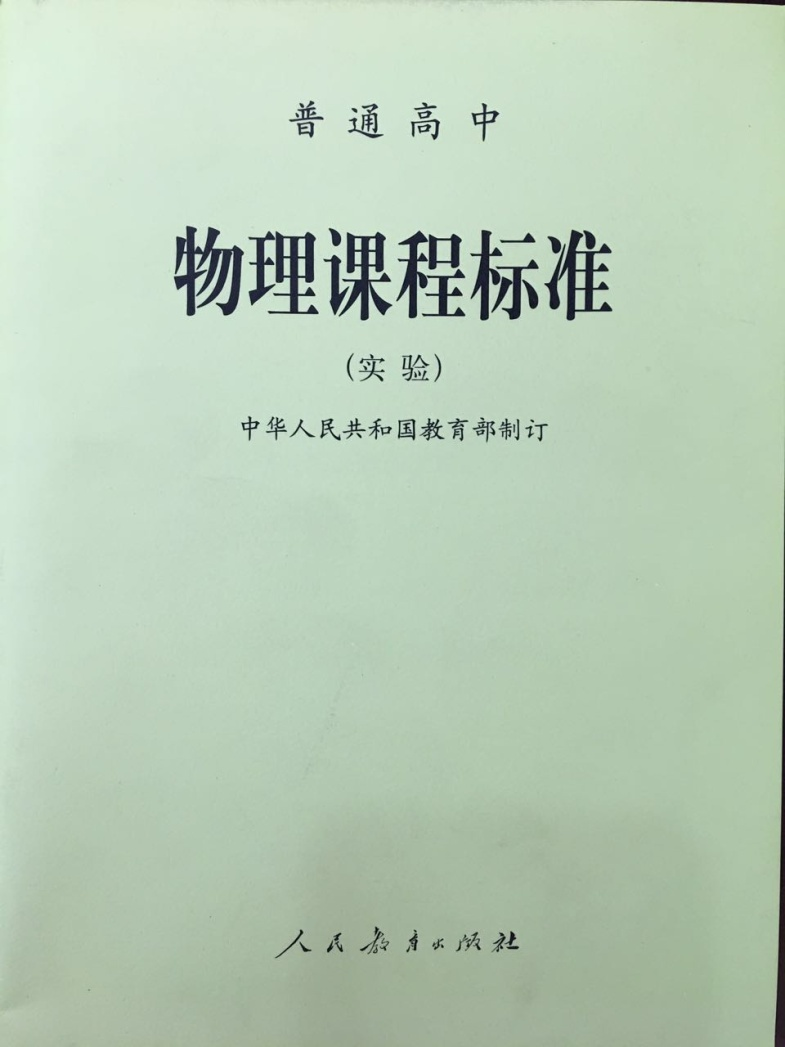 普通高中
物理课程标准
(实验)
中华人民共和国教育部制订
人民教育出版社